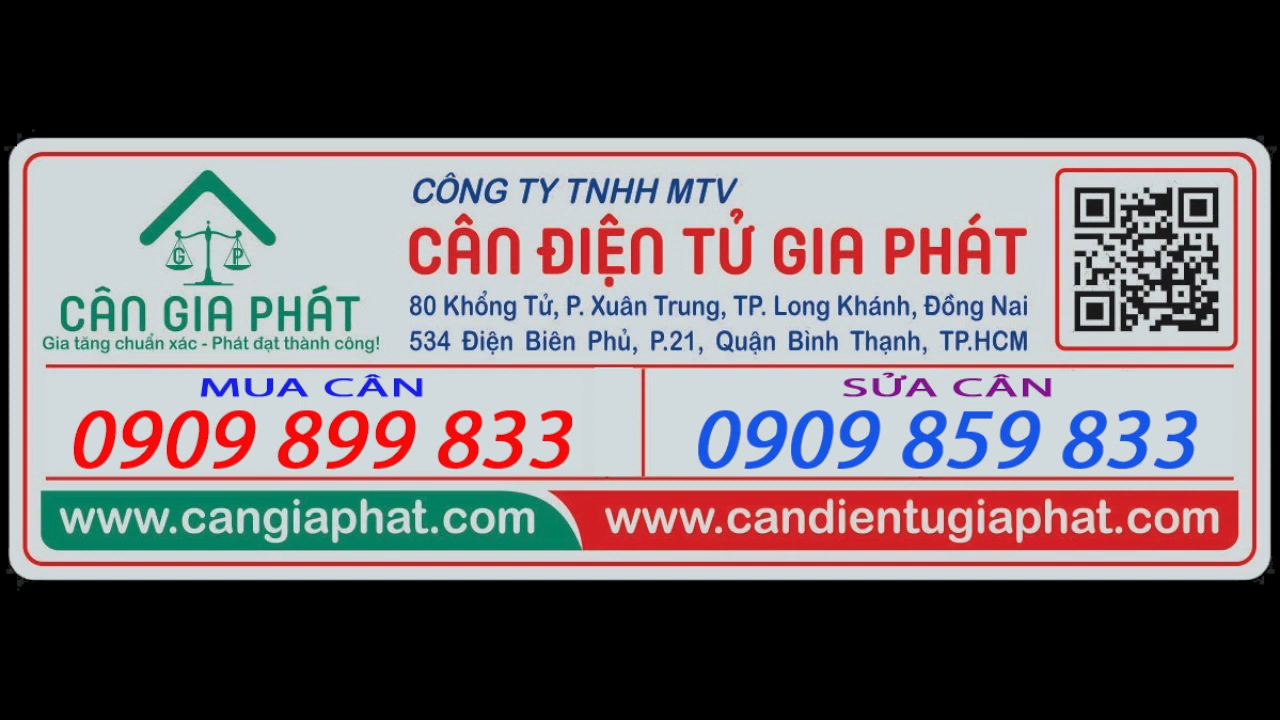 CÔNG TY TNHH MTV
CÂN ĐIỆN TỬ GIA PHÁT
80 Khổng Tử, P. Xuân Trung, TP. Long Khánh, Đồng Nai
534 Điện Biên Phủ, P.21, Quận Bình Thạnh, TP.HCM
G P
CÂN GIA PHÁT
Gia tăng chuẩn xác - Phát đạt thành công!
MUA CÂN
0909 899 833
SỬA CÂN
0909 859 833
www.cangiaphat.com
www.candientugiaphat.com